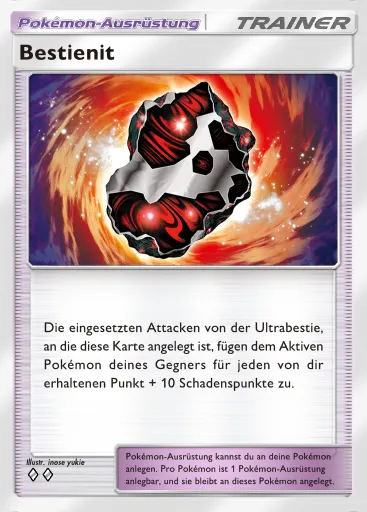 Pokémon-Ausrüstung
TRAINER
Bestienit
Die eingesetzten Attacken von der Ultrabestie,
an die diese Karte angelegt ist, fügen dem Aktiven
Pokémon deines Gegners für jeden von dir
erhaltenen Punkt + 10 Schadenspunkte zu.
Illustr. inose yukie
Pokémon-Ausrüstung kannst du an deine Pokémon
anlegen. Pro Pokémon ist 1 Pokémon-Ausrüstung
anlegbar, und sie bleibt an dieses Pokémon angelegt.